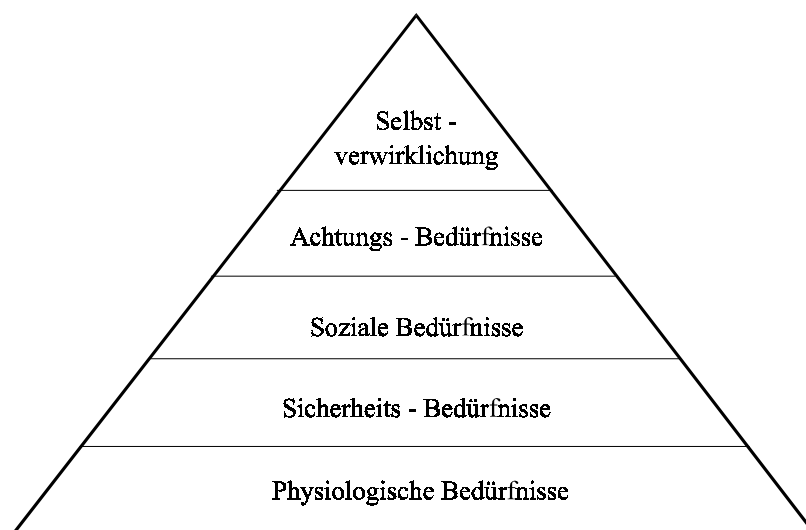 Selbst -
verwirklichung
Achtungs - Bedürfnisse
Soziale Bedürfnisse
Sicherheits - Bedürfnisse
Physiologische Bedürfnisse